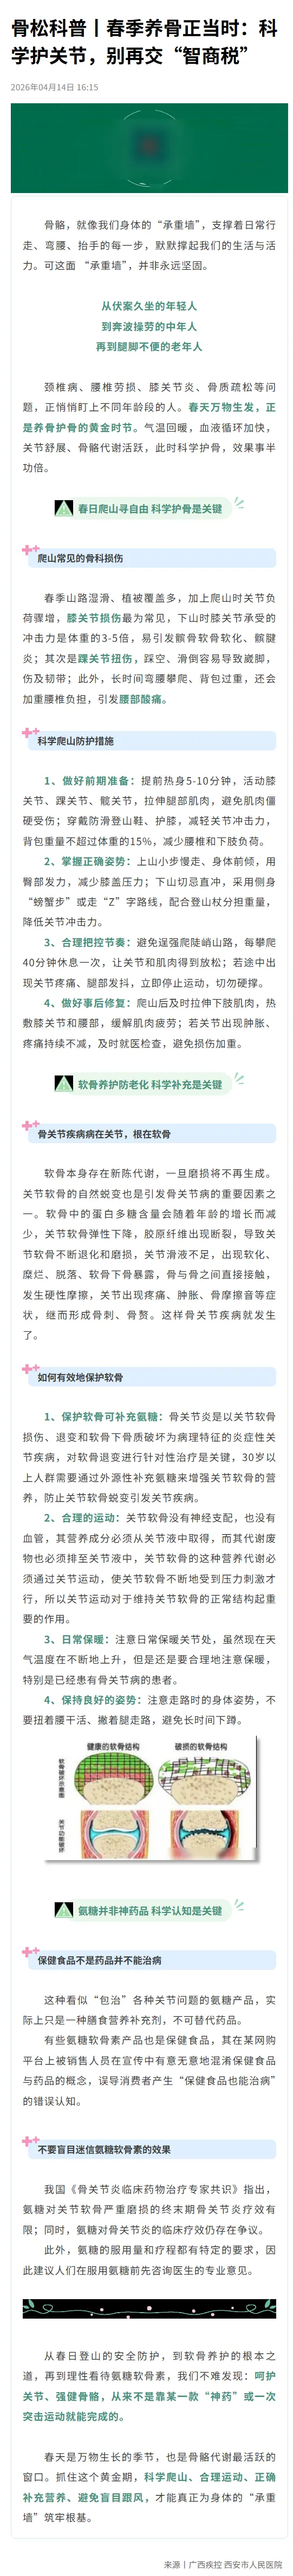 骨松科普丨春季养骨正当时：科
学护关节，别再交“智商税”
2026年04月14日 16:15
骨骼，就像我们身体的“承重墙”，支撑着日常行
走、弯腰、抬手的每一步，默默撑起我们的生活与活
力。可这面 “承重墙”，并非永远坚固。
从伏案久坐的年轻人
到奔波操劳的中年人
再到腿脚不便的老年人
颈椎病、腰椎劳损、膝关节炎、骨质疏松等问
题，正悄悄盯上不同年龄段的人。春天万物生发，正
是养骨护骨的黄金时节。气温回暖，血液循环加快，
关节舒展、骨骼代谢活跃，此时科学护骨，效果事半
功倍。
春日爬山寻自由 科学护骨是关键
爬山常见的骨科损伤
春季山路湿滑、植被覆盖多，加上爬山时关节负
荷骤增，膝关节损伤最为常见，下山时膝关节承受的
冲击力是体重的3-5倍，易引发髌骨软骨软化、髌腱
炎；其次是踝关节扭伤，踩空、滑倒容易导致崴脚，
伤及韧带；此外，长时间弯腰攀爬、背包过重，还会
加重腰椎负担，引发腰部酸痛。
科学爬山防护措施
1、做好前期准备：提前热身5-10分钟，活动膝
关节、踝关节、髋关节，拉伸腿部肌肉，避免肌肉僵
硬受伤；穿戴防滑登山鞋、护膝，减轻关节冲击力，
背包重量不超过体重的15%，减少腰椎和下肢负荷。
2、掌握正确姿势：上山小步慢走、身体前倾，用
臀部发力，减少膝盖压力；下山切忌直冲，采用侧身
“螃蟹步”或走“Z”字路线，配合登山杖分担重量，
降低关节冲击力。
3、合理把控节奏：避免逞强爬陡峭山路，每攀爬
40分钟休息一次，让关节和肌肉得到放松；若途中出
现关节疼痛、腿部发抖，立即停止运动，切勿硬撑。
4、做好事后修复：爬山后及时拉伸下肢肌肉，热
敷膝关节和腰部，缓解肌肉疲劳；若关节出现肿胀、
疼痛持续不减，及时就医检查，避免损伤加重。
软骨养护防老化 科学补充是关键
骨关节疾病病在关节，根在软骨
软骨本身存在新陈代谢，一旦磨损将不再生成。
关节软骨的自然蜕变也是引发骨关节病的重要因素之
一。软骨中的蛋白多糖含量会随着年龄的增长而减
少，关节软骨弹性下降，胶原纤维出现断裂，导致关
节软骨不断退化和磨损，关节滑液不足，出现软化、
糜烂、脱落、软骨下骨暴露，骨与骨之间直接接触，
发生硬性摩擦，关节出现疼痛、肿胀、骨摩擦音等症
状，继而形成骨刺、骨赘。这样骨关节疾病就发生
了。
如何有效地保护软骨
1、保护软骨可补充氨糖：骨关节炎是以关节软骨
损伤、退变和软骨下骨质破坏为病理特征的炎症性关
节疾病，对软骨退变进行针对性治疗是关键，30岁以
上人群需要通过外源性补充氨糖来增强关节软骨的营
养，防止关节软骨蜕变引发关节疾病。
2、合理的运动：关节软骨没有神经支配，也没有
血管，其营养成分必须从关节液中取得，而其代谢废
物也必须排至关节液中，关节软骨的这种营养代谢必
须通过关节运动，使关节软骨不断地受到压力刺激才
行，所以关节运动对于维持关节软骨的正常结构起重
要的作用。
3、日常保暖：注意日常保暖关节处，虽然现在天
气温度在不断地上升，但是还是要合理地注意保暖，
特别是已经患有骨关节病的患者。
4、保持良好的姿势：注意走路时的身体姿势，不
要扭着腰干活、撇着腿走路，避免长时间下蹲。
健康的软骨结构
破损的软骨结构
氨糖并非神药品 科学认知是关键
保健食品不是药品并不能治病
这种看似“包治”各种关节问题的氨糖产品，实
际上只是一种膳食营养补充剂，不可替代药品。
有些氨糖软骨素产品也是保健食品，其在某网购
平台上被销售人员在宣传中有意无意地混淆保健食品
与药品的概念，误导消费者产生“保健食品也能治病”
的错误认知。
不要盲目迷信氨糖软骨素的效果
我国《骨关节炎临床药物治疗专家共识》指出，
氨糖对关节软骨严重磨损的终末期骨关节炎疗效有
限；同时，氨糖对骨关节炎的临床疗效仍存在争议。
此外，氨糖的服用量和疗程都有特定的要求，因
此建议人们在服用氨糖前先咨询医生的专业意见。
从春日登山的安全防护，到软骨养护的根本之
道，再到理性看待氨糖软骨素，我们不难发现：呵护
关节、强健骨骼，从来不是靠某一款“神药”或一次
突击运动就能完成的。
春天是万物生长的季节，也是骨骼代谢最活跃的
窗口。抓住这个黄金期，科学爬山、合理运动、正确
补充营养、避免盲目跟风，才能真正为身体的“承重
墙”筑牢根基。
来源丨广西疾控 西安市人民医院